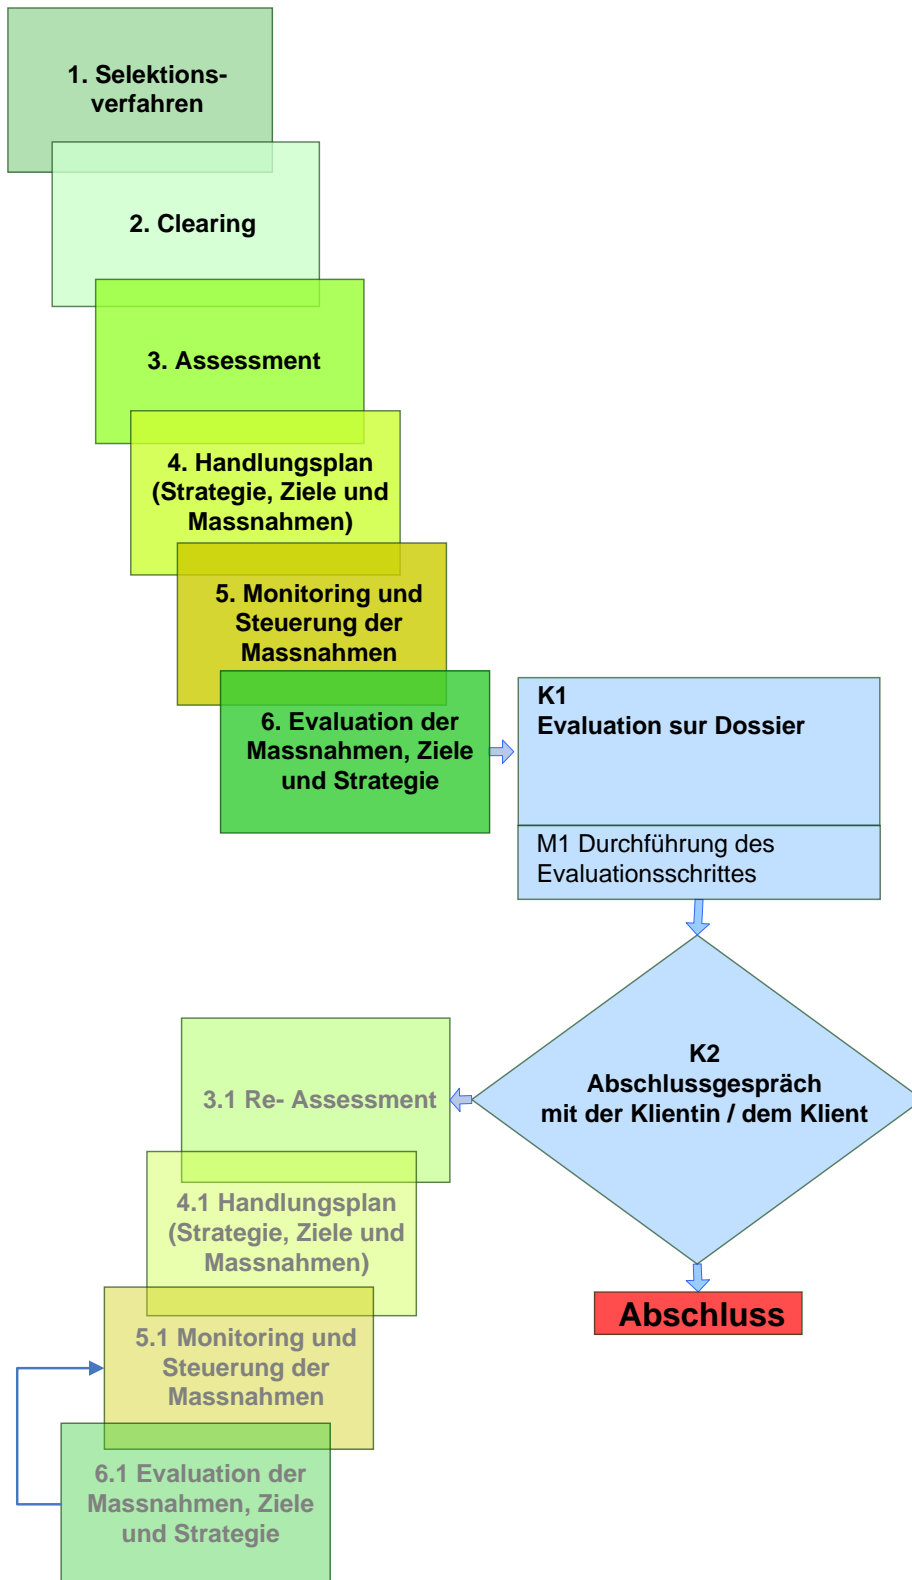 1. Selektions-
verfahren
2. Clearing
3. Assessment
4. Handlungsplan
(Strategie, Ziele und
Massnahmen)
5. Monitoring und
Steuerung der
Massnahmen
6. Evaluation der
Massnahmen, Ziele
und Strategie
K1
Evaluation sur Dossier
M1 Durchführung des
Evaluationsschrittes
K2
Abschlussgespräch
mit der Klientin / dem Klient
3.1 Re- Assessment
4.1 Handlungsplan
(Strategie, Ziele und
Massnahmen)
Abschluss
5.1 Monitoring und
Steuerung der
Massnahmen
6.1 Evaluation der
Massnahmen, Ziele
und Strategie